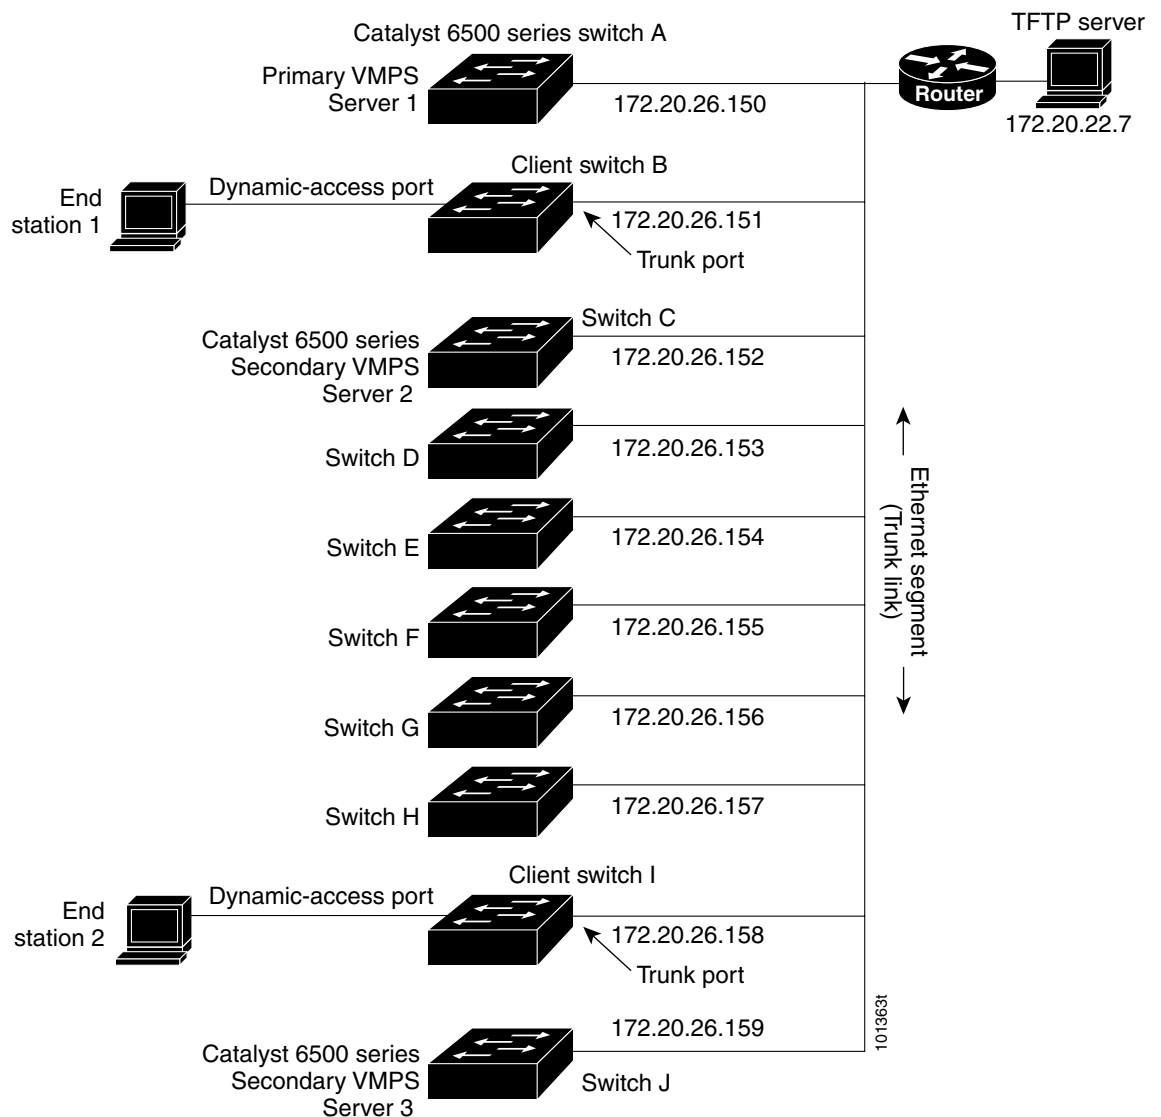 Catalyst 6500 series switch A
TFTP server
Primary VMPS
Server 1
172.20.26.150
Router
172.20.22.7
Client switch B
End
station 1
Dynamic-access port
172.20.26.151
Trunk port
Switch C
Catalyst 6500 series
Secondary VMPS
Server 2
172.20.26.152
Switch D
172.20.26.153
Switch E
172.20.26.154
Ethernet segment
(Trunk link)
Switch F
172.20.26.155
Switch G
172.20.26.156
Switch H
172.20.26.157
Client switch I
End
station 2
Dynamic-access port
172.20.26.158
Trunk port
172.20.26.159
101363t
Catalyst 6500 series
Secondary VMPS
Server 3
Switch J